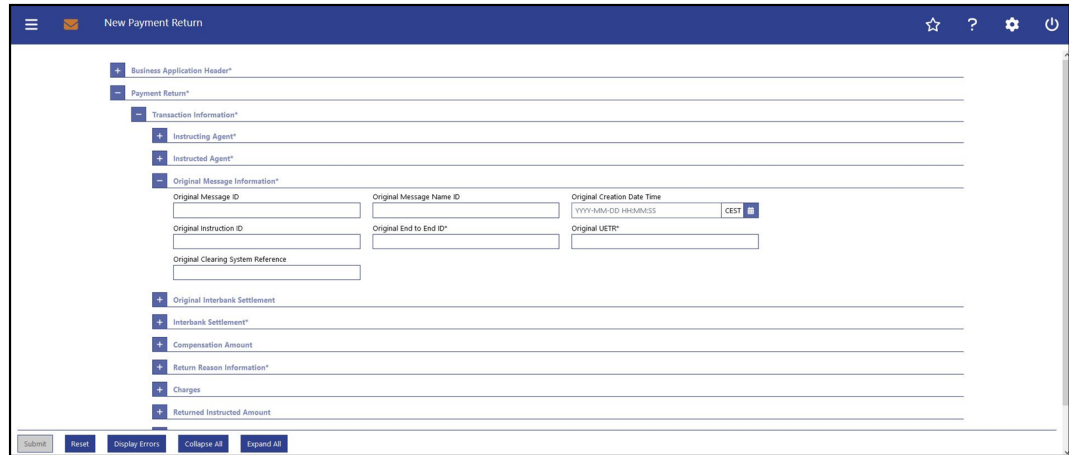 New Payment Return
?
+ Business Application Header*
− Payment Return*
− Transaction Information*
+ Instructing Agent*
+ Instructed Agent*
− Original Message Information*
Original Message ID Original Message Name ID Original Creation Date Time
YYYY-MM-DD HH:MM:SS CEST
Original Instruction ID Original End to End ID* Original UETR*
Original Clearing System Reference
+ Original Interbank Settlement
+ Interbank Settlement*
+ Compensation Amount
+ Return Reason Information*
+ Charges
+ Returned Instructed Amount
Submit Reset Display Errors Collapse All Expand All